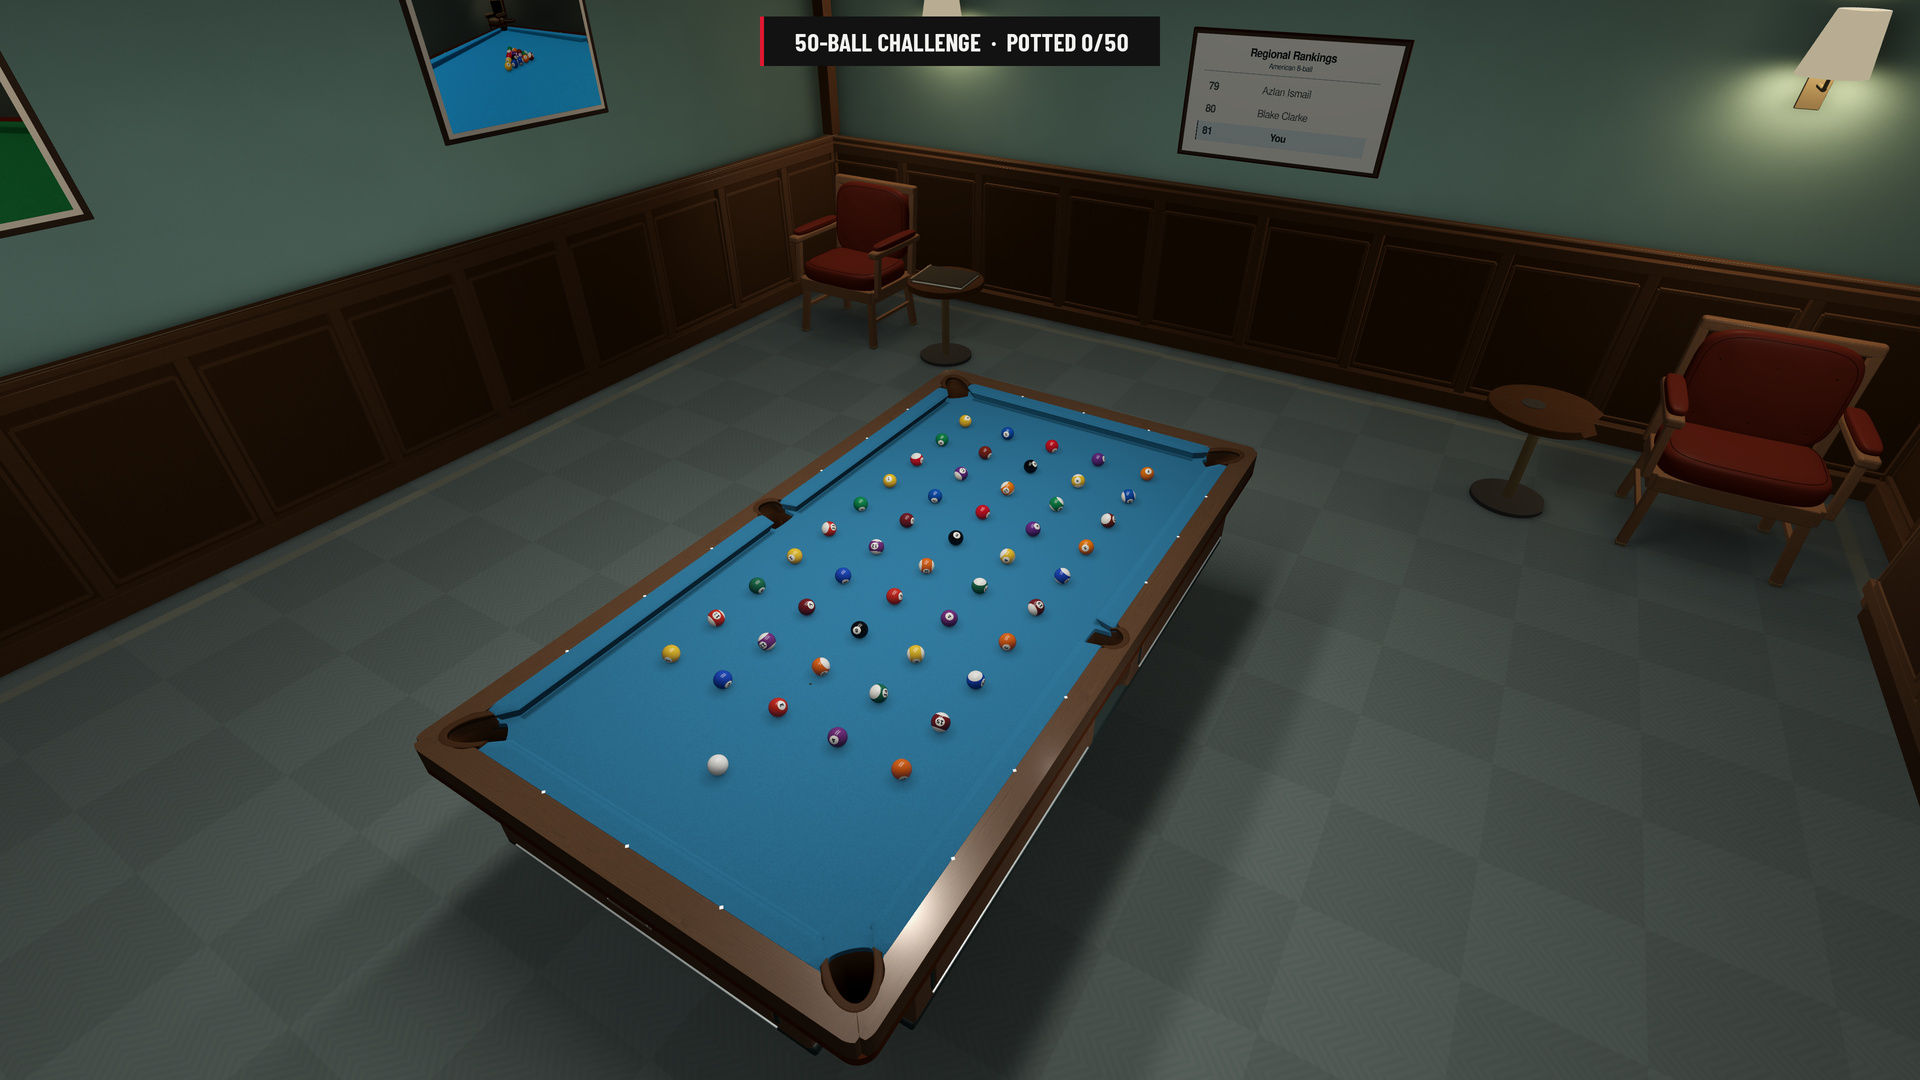 50-BALL CHALLENGE · POTTED 0/50
Regional Rankings
American 8-ball
79 Azlan Ismail
80 Blake Clarke
81 You